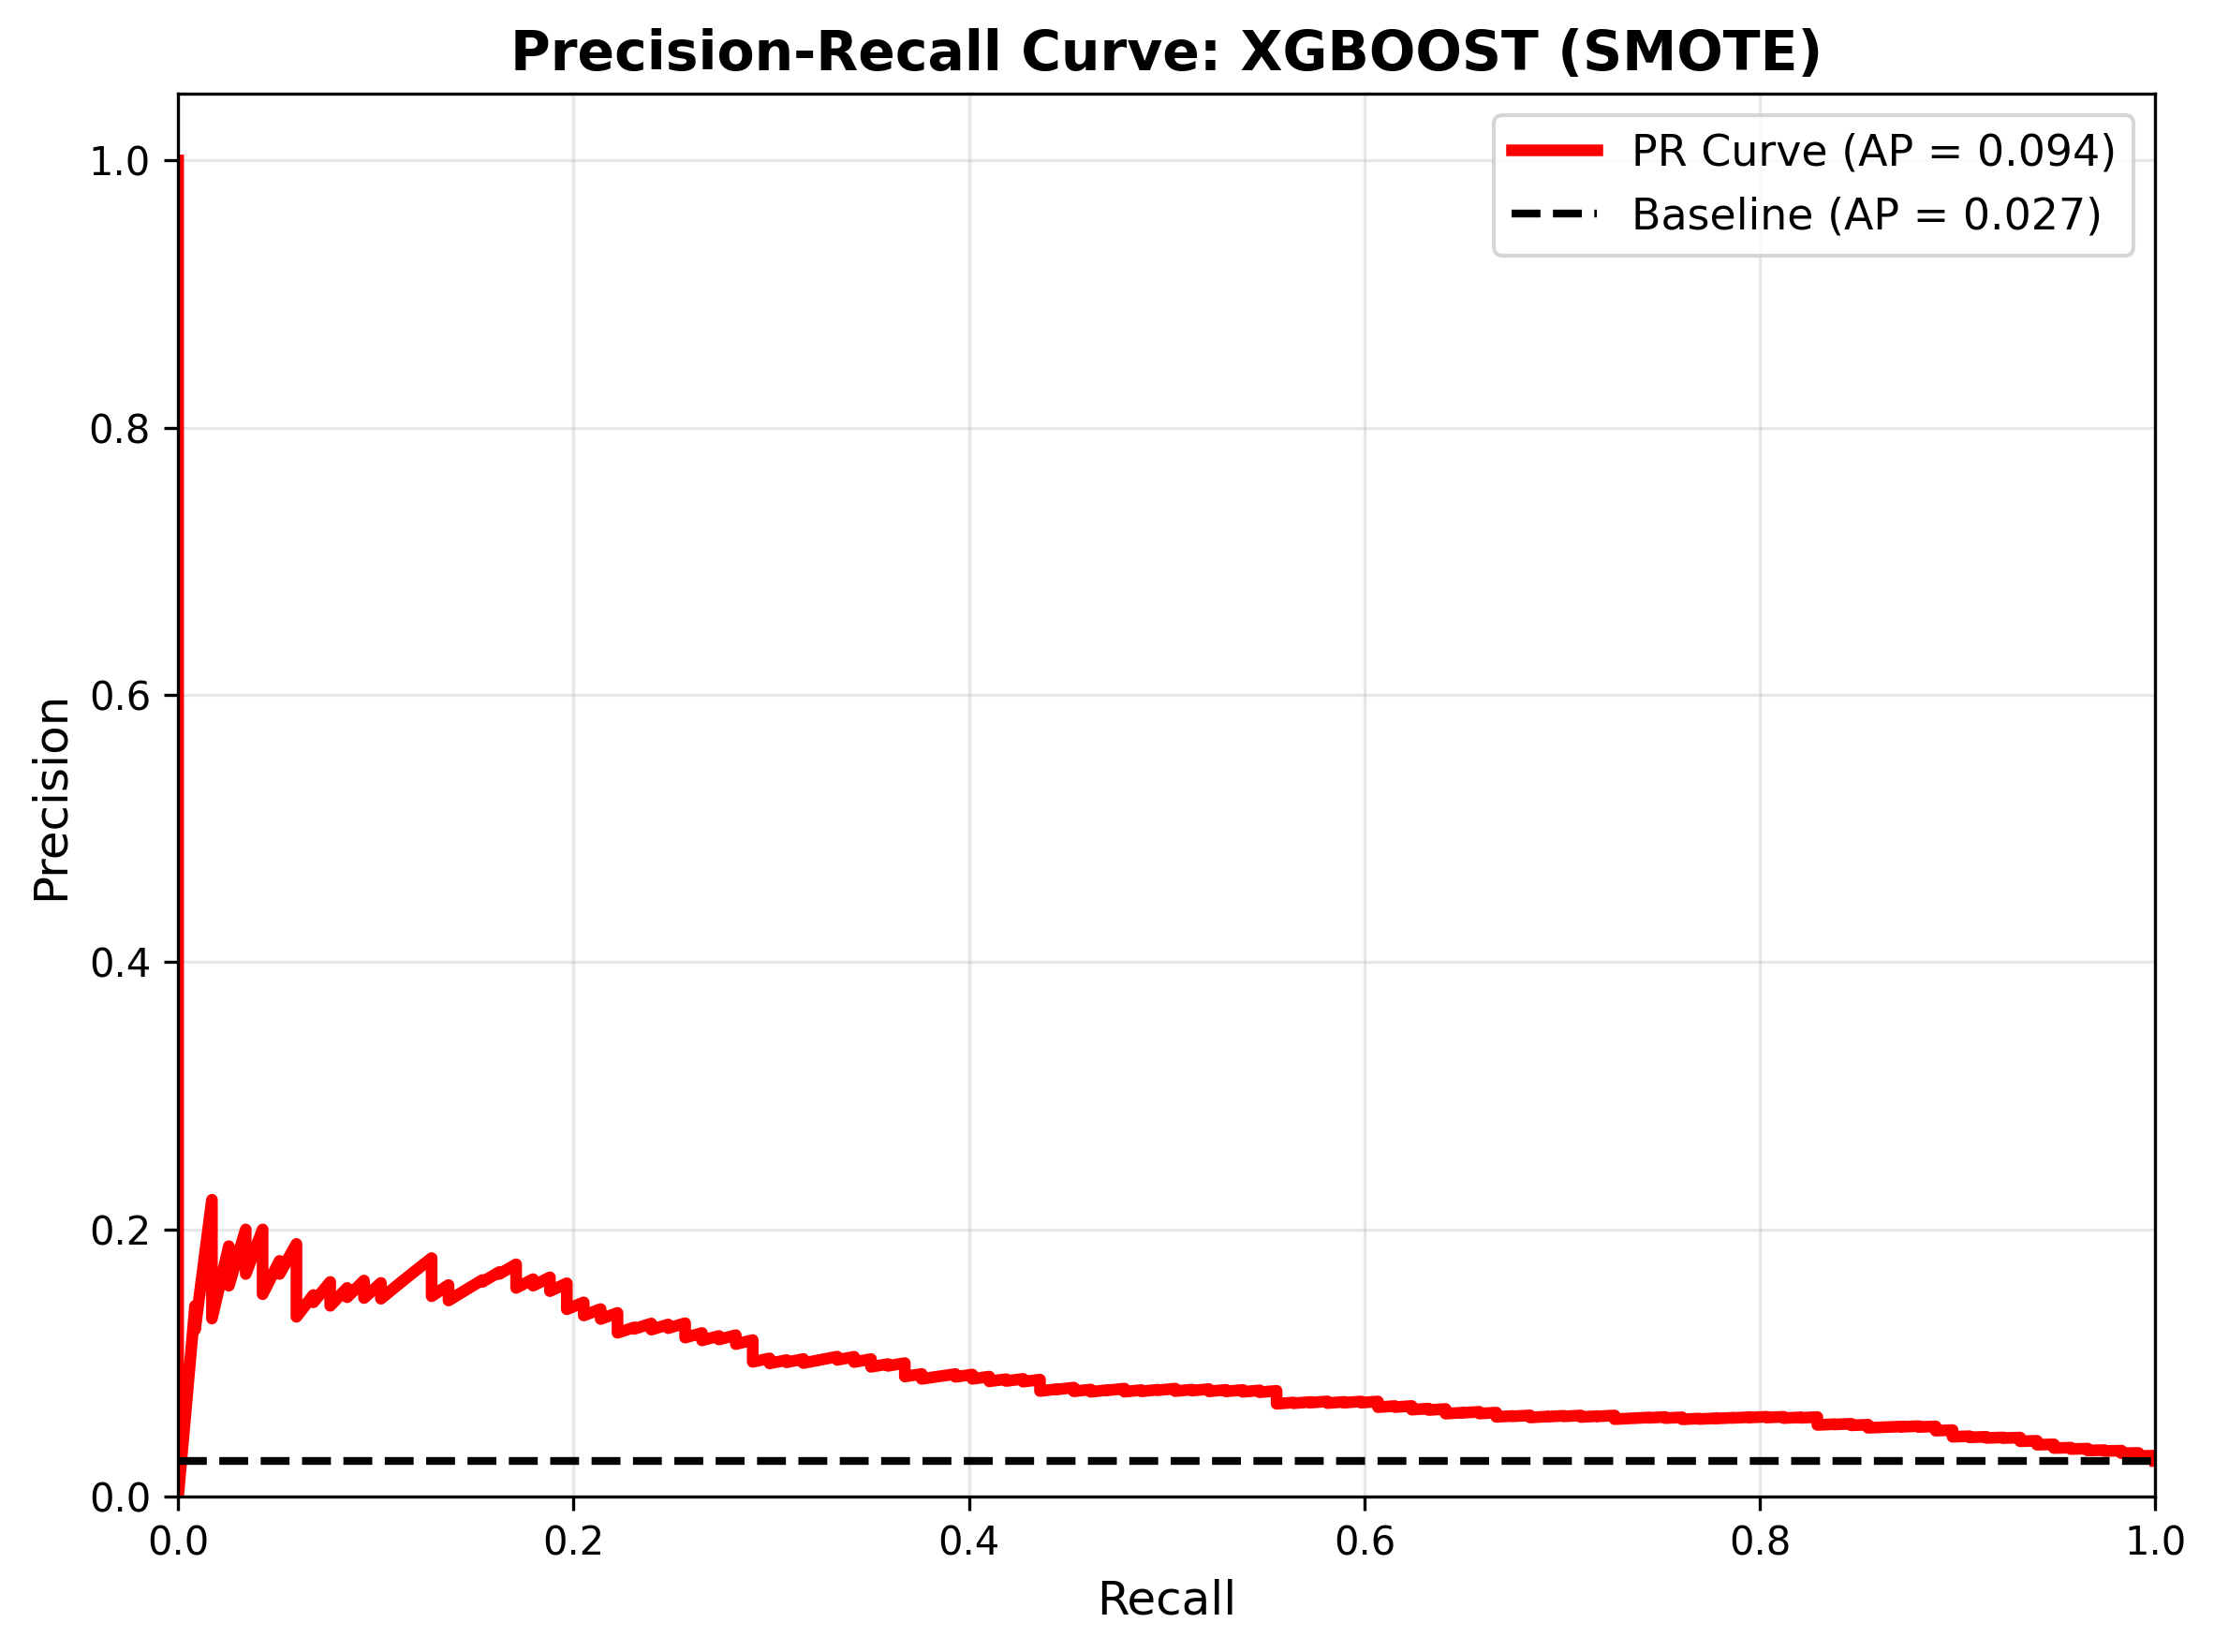 Precision-Recall Curve: XGBOOST (SMOTE)
PR Curve (AP = 0.094)
Baseline (AP = 0.027)
1.0
0.8
0.6
0.4
0.2
0.0
Precision
0.0 0.2 0.4 0.6 0.8 1.0
Recall